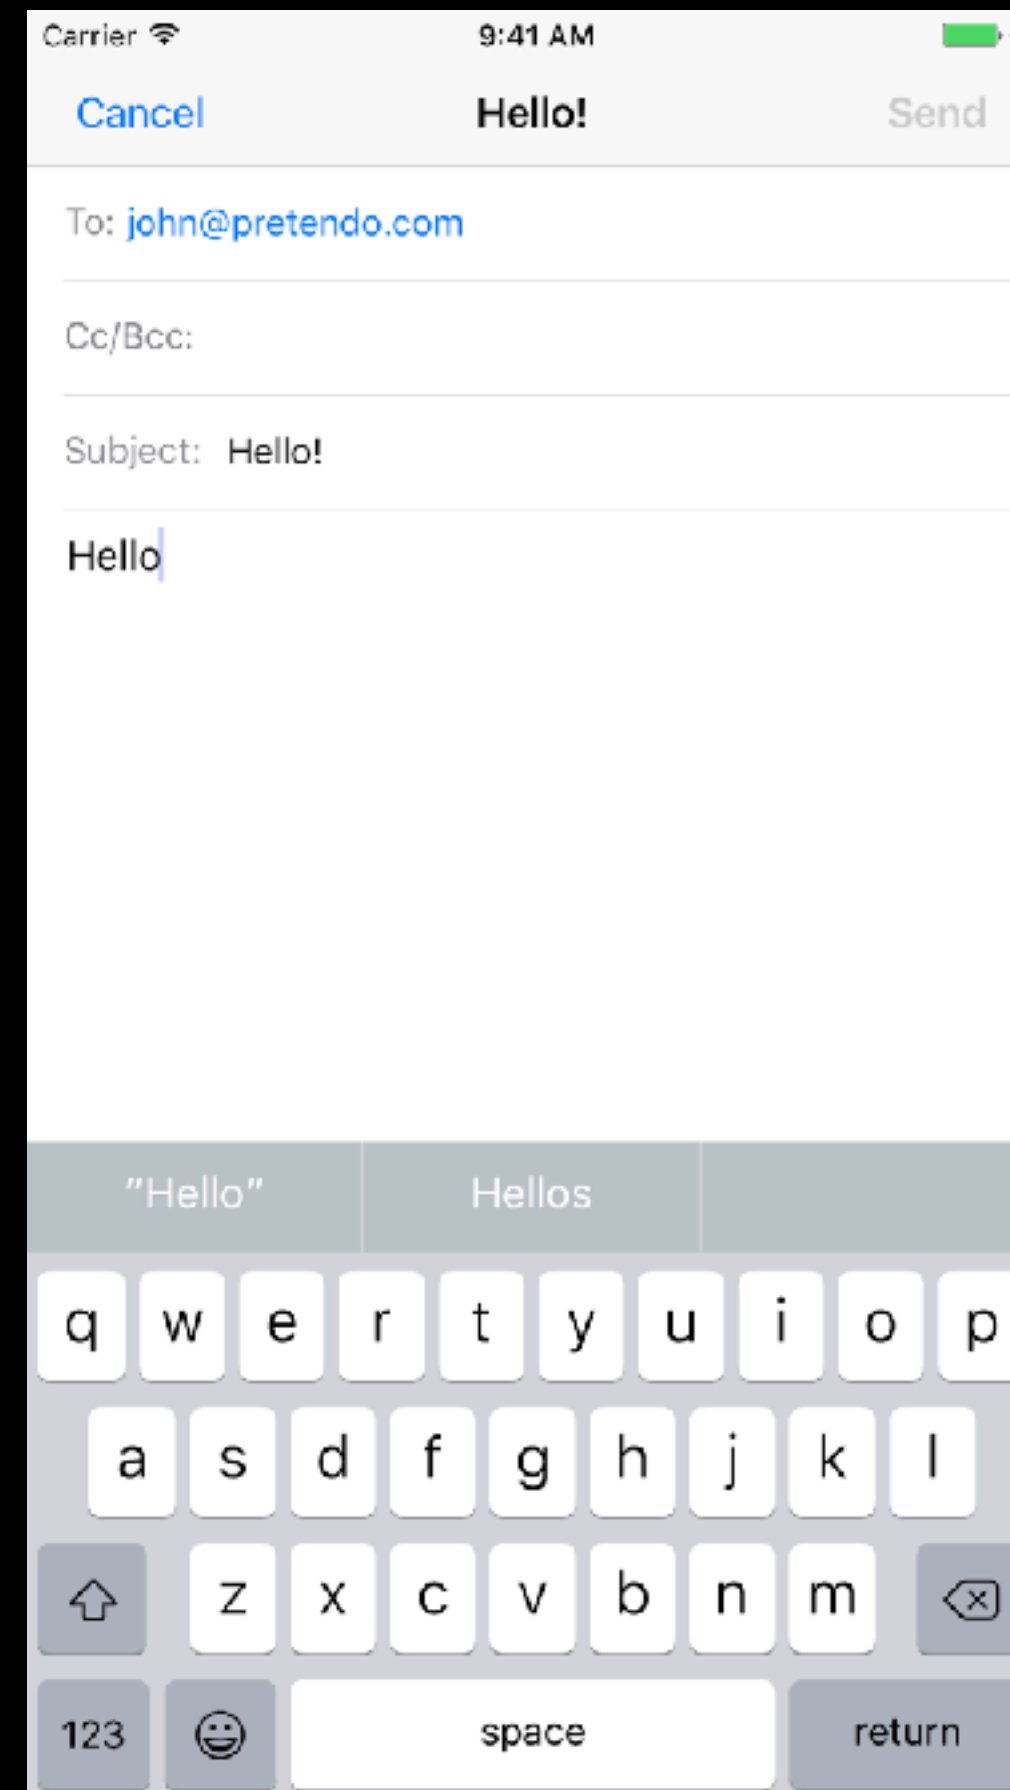 Carrier 9:41 AM
Cancel Hello! Send
To: john@pretendo.com
Cc/Bcc:
Subject: Hello!
Hello
"Hello" Hellos
q w e r t y u i o p
a s d f g h j k l
z x c v b n m
123 space return